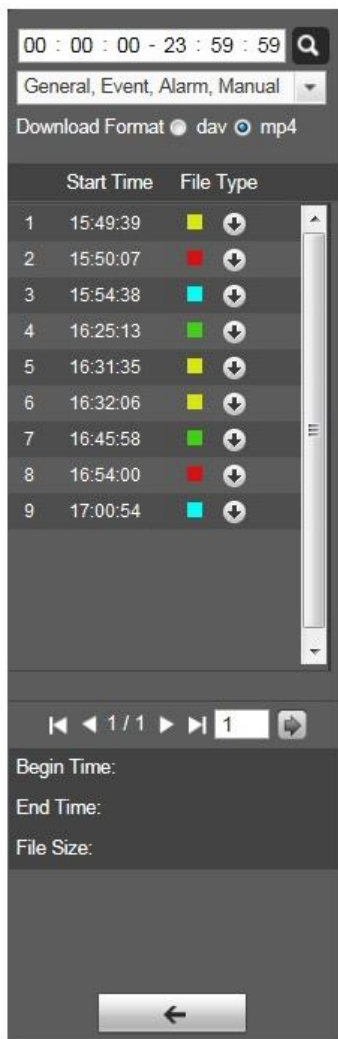 00 : 00 : 00 - 23 : 59 : 59
General, Event, Alarm, Manual
Download Format dav mp4
Start Time File Type
1 15:49:39
2 15:50:07
3 15:54:38
4 16:25:13
5 16:31:35
6 16:32:06
7 16:45:58
8 16:54:00
9 17:00:54
1 / 1 1
Begin Time:
End Time:
File Size: